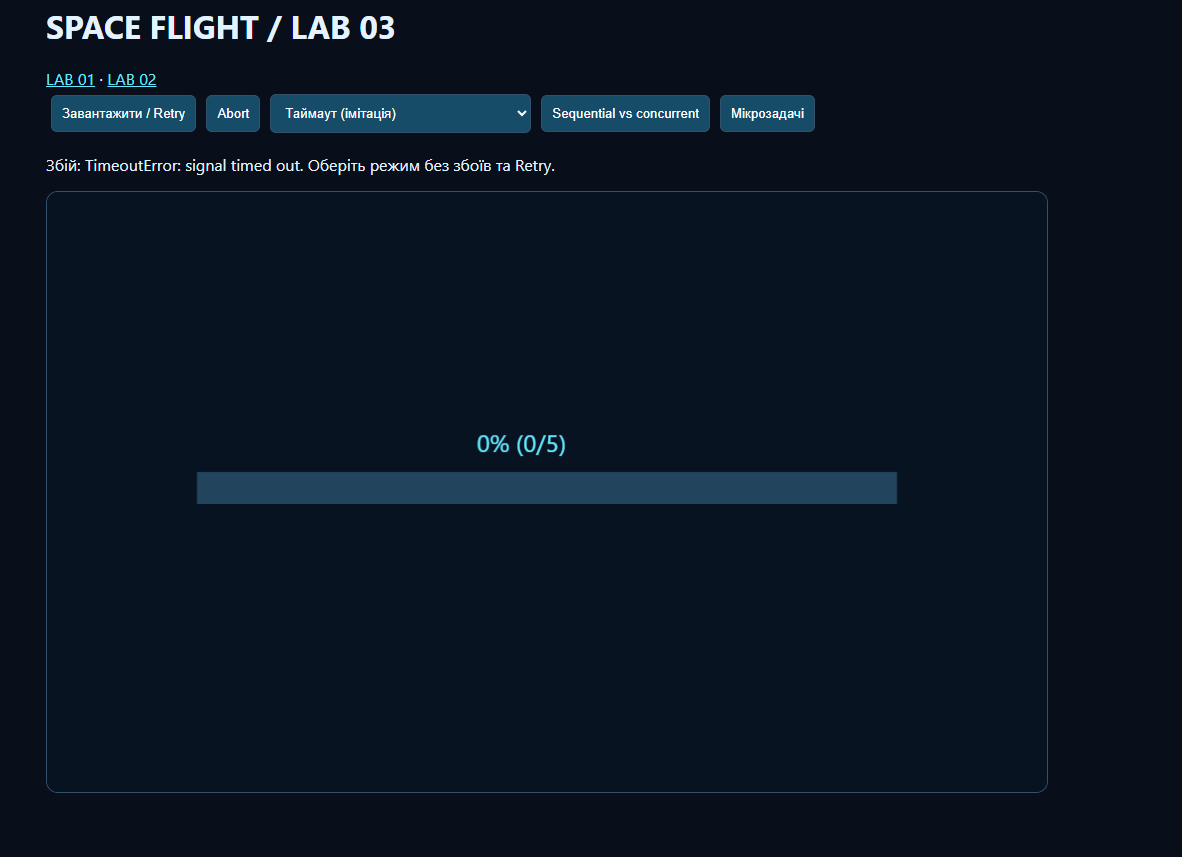 SPACE FLIGHT / LAB 03
LAB 01 · LAB 02
Завантажити / Retry Abort Таймаут (імітація) Sequential vs concurrent Мікрозадачі
Збій: TimeoutError: signal timed out. Оберіть режим без збоїв та Retry.
0% (0/5)